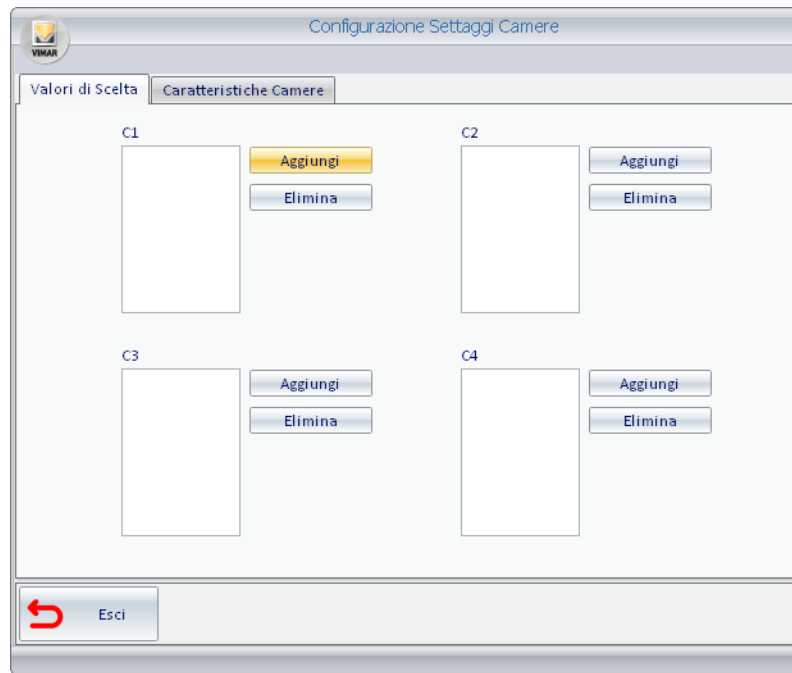 Configurazione Settaggi Camere
VIMAR
Valori di Scelta Caratteristiche Camere
C1 C2
Aggiungi Aggiungi
Elimina Elimina
C3 C4
Aggiungi Aggiungi
Elimina Elimina
Esci